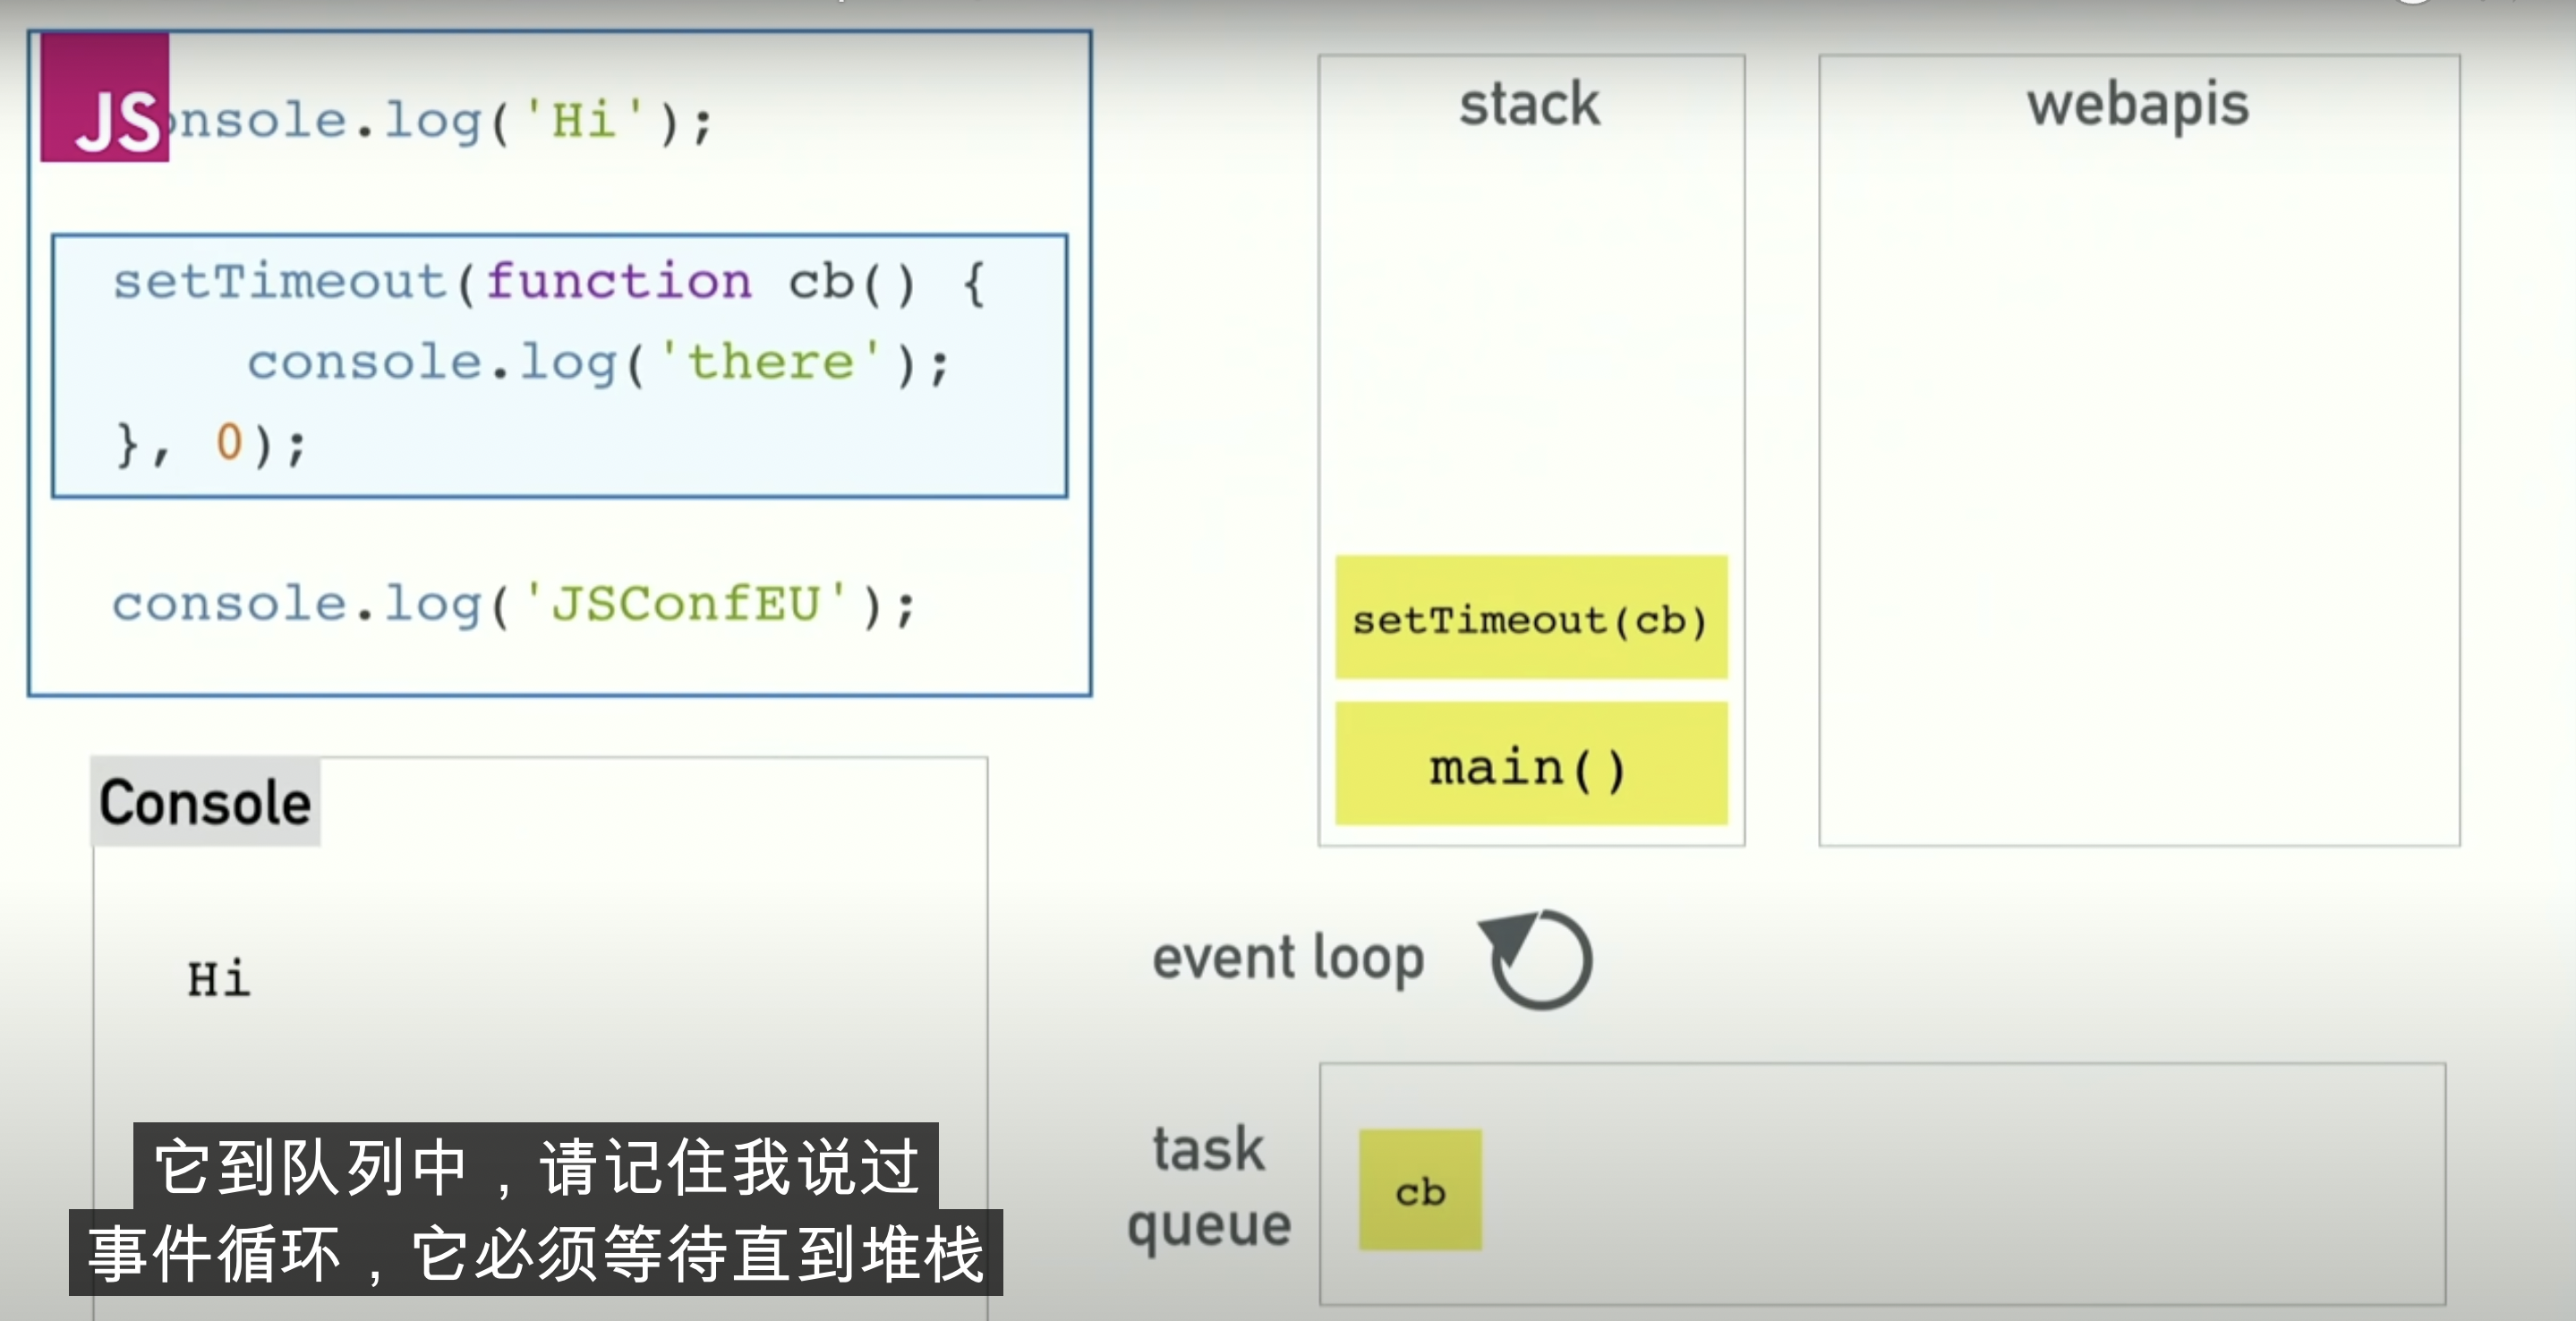 JS
onsole.log('Hi');
setTimeout(function cb() {
console.log('there');
}, 0);
console.log('JSConfEU');
Console
Hi
stack
setTimeout(cb)
main()
webapis
event loop
task
queue
cb
它到队列中，请记住我说过
事件循环，它必须等待直到堆栈